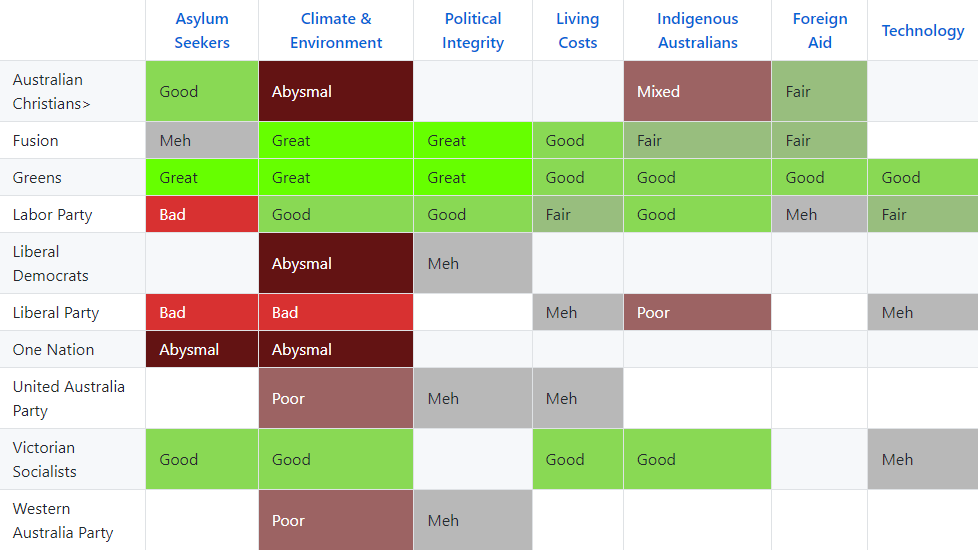 Asylum Seekers
Climate & Environment
Political Integrity
Living Costs
Indigenous Australians
Foreign Aid
Technology
Australian Christians>
Good
Abysmal
Mixed
Fair
Fusion
Meh
Great
Great
Good
Fair
Fair
Greens
Great
Great
Great
Good
Good
Good
Good
Labor Party
Bad
Good
Good
Fair
Good
Meh
Fair
Liberal Democrats
Abysmal
Meh
Liberal Party
Bad
Bad
Meh
Poor
Meh
One Nation
Abysmal
Abysmal
United Australia Party
Poor
Meh
Meh
Victorian Socialists
Good
Good
Good
Good
Meh
Western Australia Party
Poor
Meh